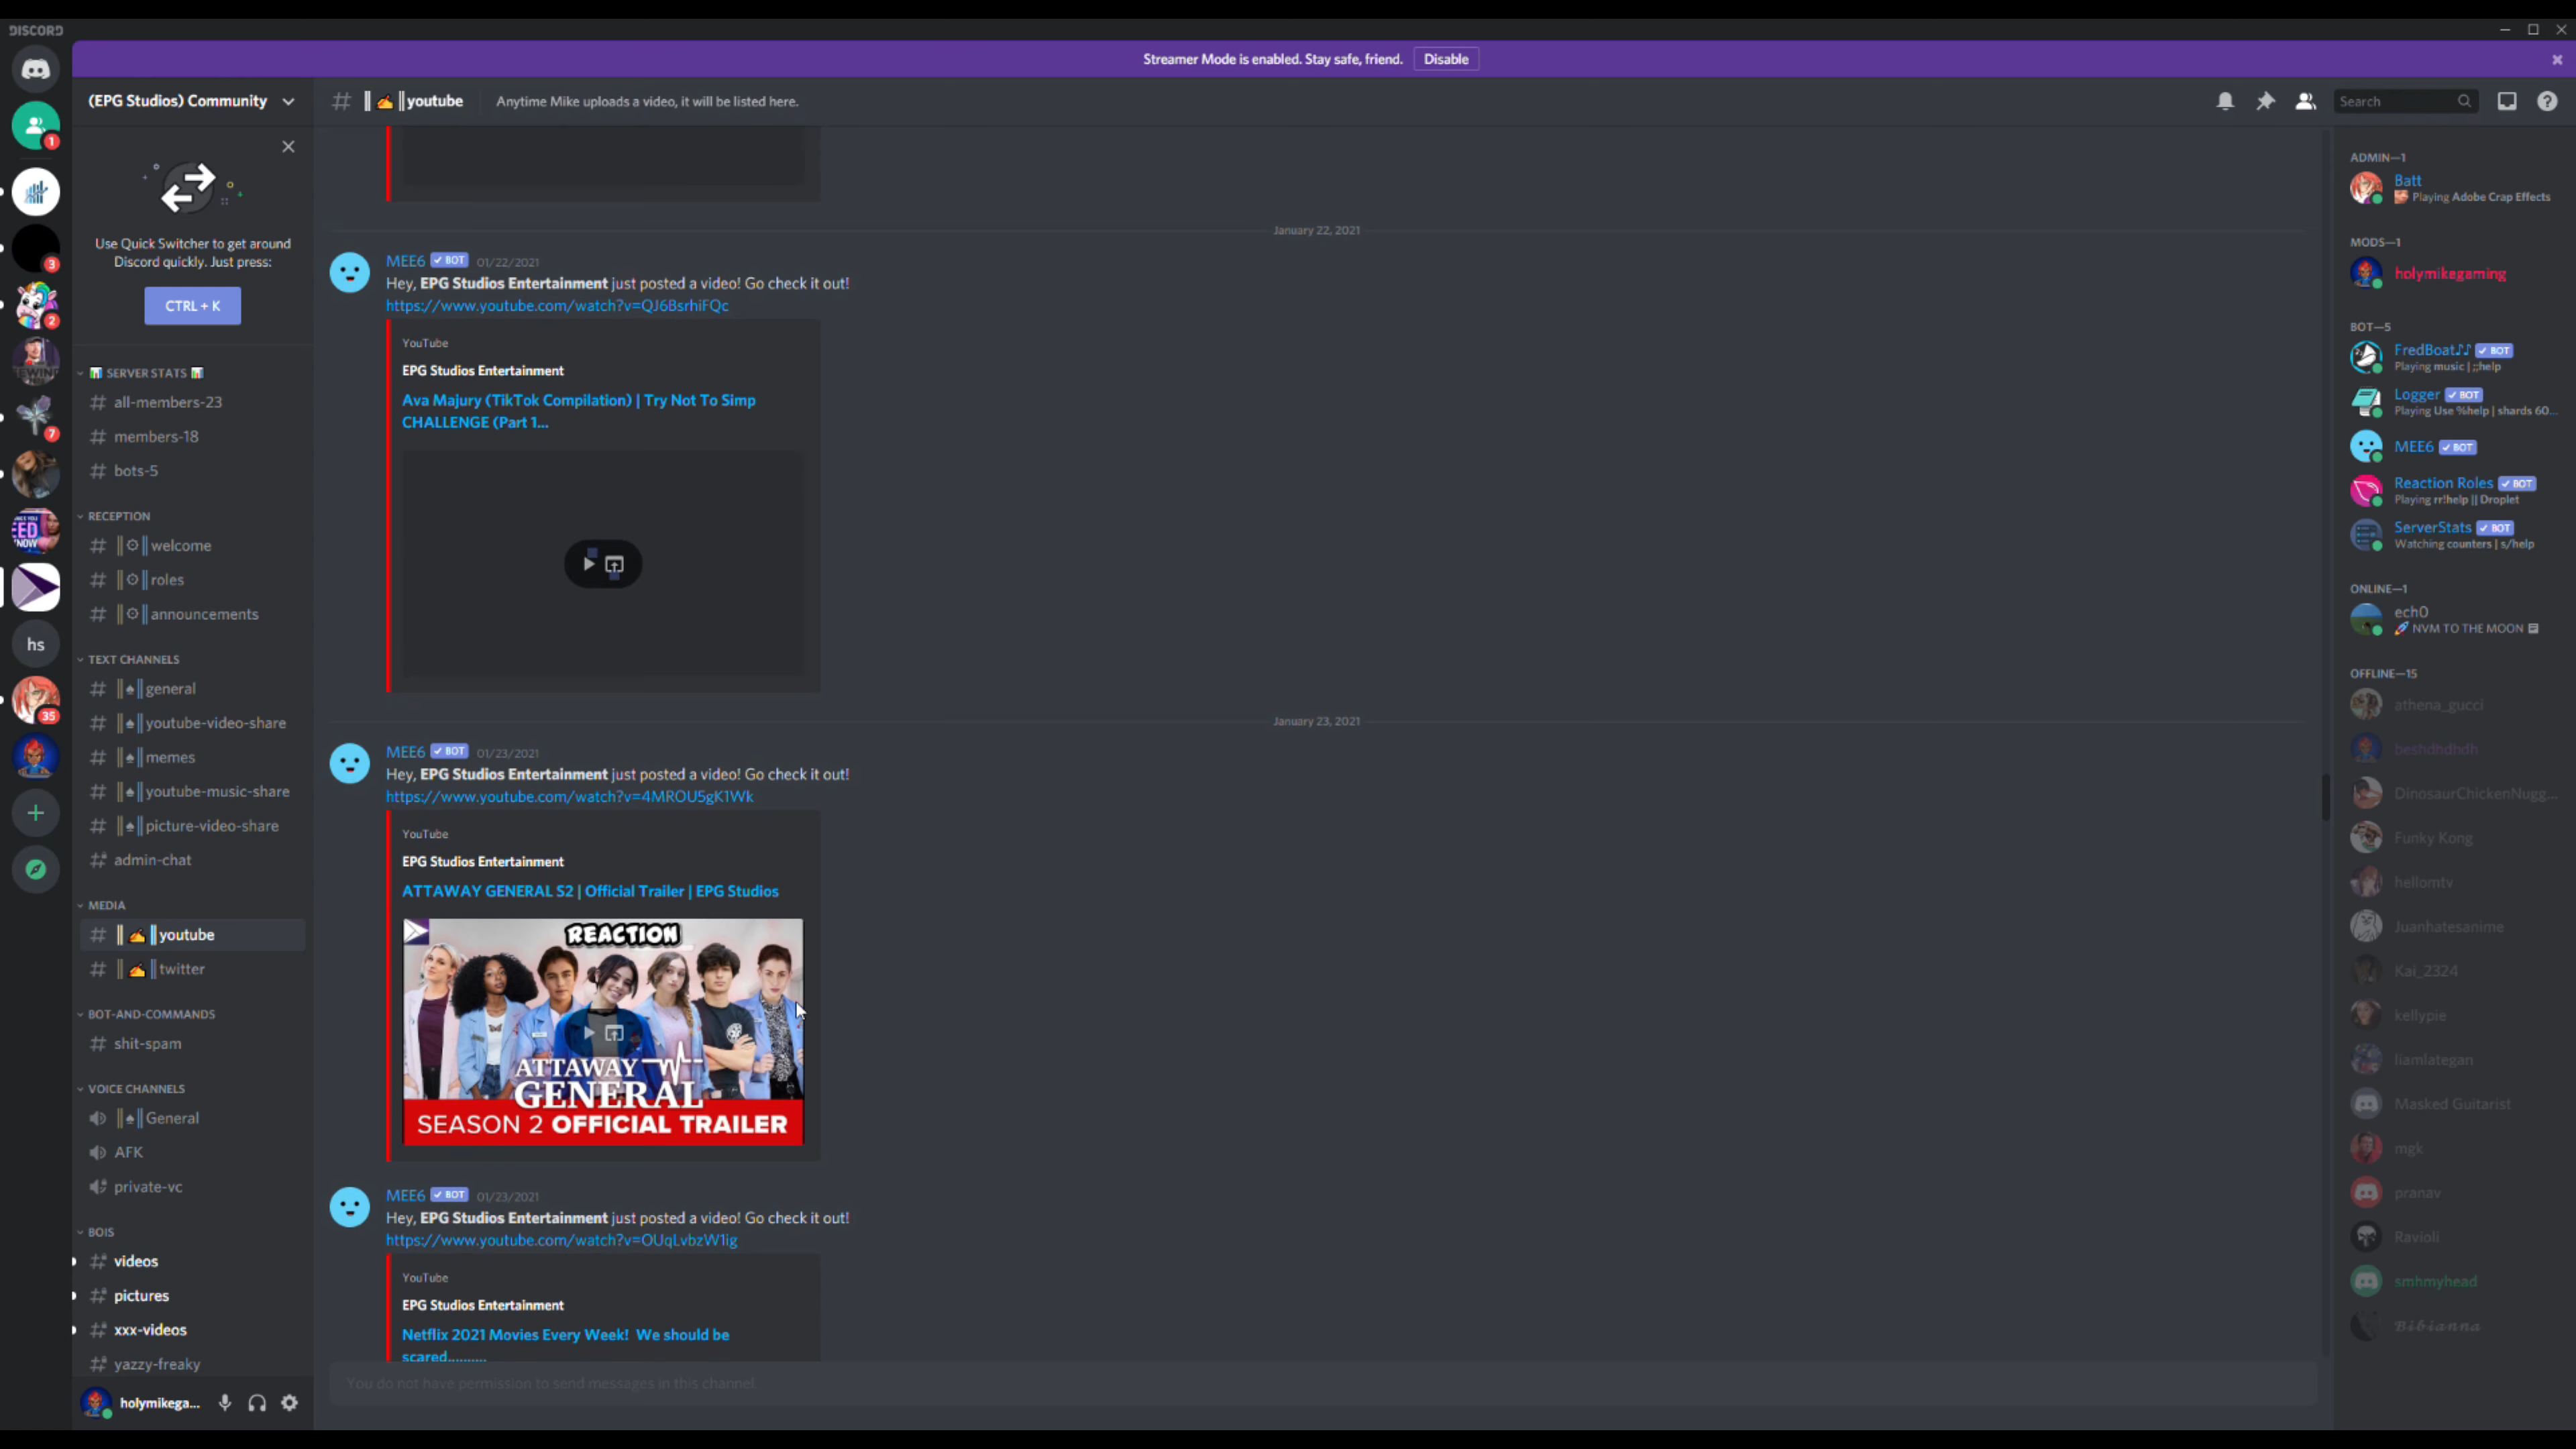 DISCORD
Streamer Mode is enabled. Stay safe, friend. Disable
(EPG Studios) Community
Use Quick Switcher to get around
Discord quickly. Just press:
CTRL + K
SERVER STATS
# all-members-23
# members-18
# bots-5
RECEPTION
# ║⚙║welcome
# ║⚙║roles
# ║⚙║announcements
TEXT CHANNELS
# ║♠║general
# ║♠║youtube-video-share
# ║♠║memes
# ║♠║youtube-music-share
# ║♠║picture-video-share
# admin-chat
MEDIA
# ║✍║youtube
# ║✍║twitter
BOT-AND-COMMANDS
# shit-spam
VOICE CHANNELS
║♠║General
AFK
private-vc
BOIS
# videos
# pictures
# xxx-videos
# yazzy-freaky
holymikega...
1
3
2
7
EED
NOW
hs
35
# ║✍║youtube
Anytime Mike uploads a video, it will be listed here.
Search
January 22, 2021
MEE6 ✓ BOT 01/22/2021
Hey, EPG Studios Entertainment just posted a video! Go check it out!
https://www.youtube.com/watch?v=QJ6BsrhiFQc
YouTube
EPG Studios Entertainment
Ava Majury (TikTok Compilation) | Try Not To Simp
CHALLENGE (Part 1...
January 23, 2021
MEE6 ✓ BOT 01/23/2021
Hey, EPG Studios Entertainment just posted a video! Go check it out!
https://www.youtube.com/watch?v=4MROU5gK1Wk
YouTube
EPG Studios Entertainment
ATTAWAY GENERAL S2 | Official Trailer | EPG Studios
REACTION
ATTAWAY
GENERAL
SEASON 2 OFFICIAL TRAILER
MEE6 ✓ BOT 01/23/2021
Hey, EPG Studios Entertainment just posted a video! Go check it out!
https://www.youtube.com/watch?v=OUqLvbzW1ig
YouTube
EPG Studios Entertainment
Netflix 2021 Movies Every Week! We should be
scared..........
You do not have permission to send messages in this channel.
ADMIN—1
Batt
Playing Adobe Crap Effects
MODS—1
holymikegaming
BOT—5
FredBoat♪♪ ✓ BOT
Playing music | ;;help
Logger ✓ BOT
Playing Use %help | shards 60...
MEE6 ✓ BOT
Reaction Roles ✓ BOT
Playing rr!help || Droplet
ServerStats ✓ BOT
Watching counters | s/help
ONLINE—1
ech0
NVM TO THE MOON
OFFLINE—15
athena_gucci
heshdhdhdh
DinosaurChickenNugg...
Funky Kong
hellomtv
Juanhatesanime
Kai_2324
kellypie
liamlategan
Masked Guitarist
mgk
pranav
Ravioli
smhmyhead
Bibianna